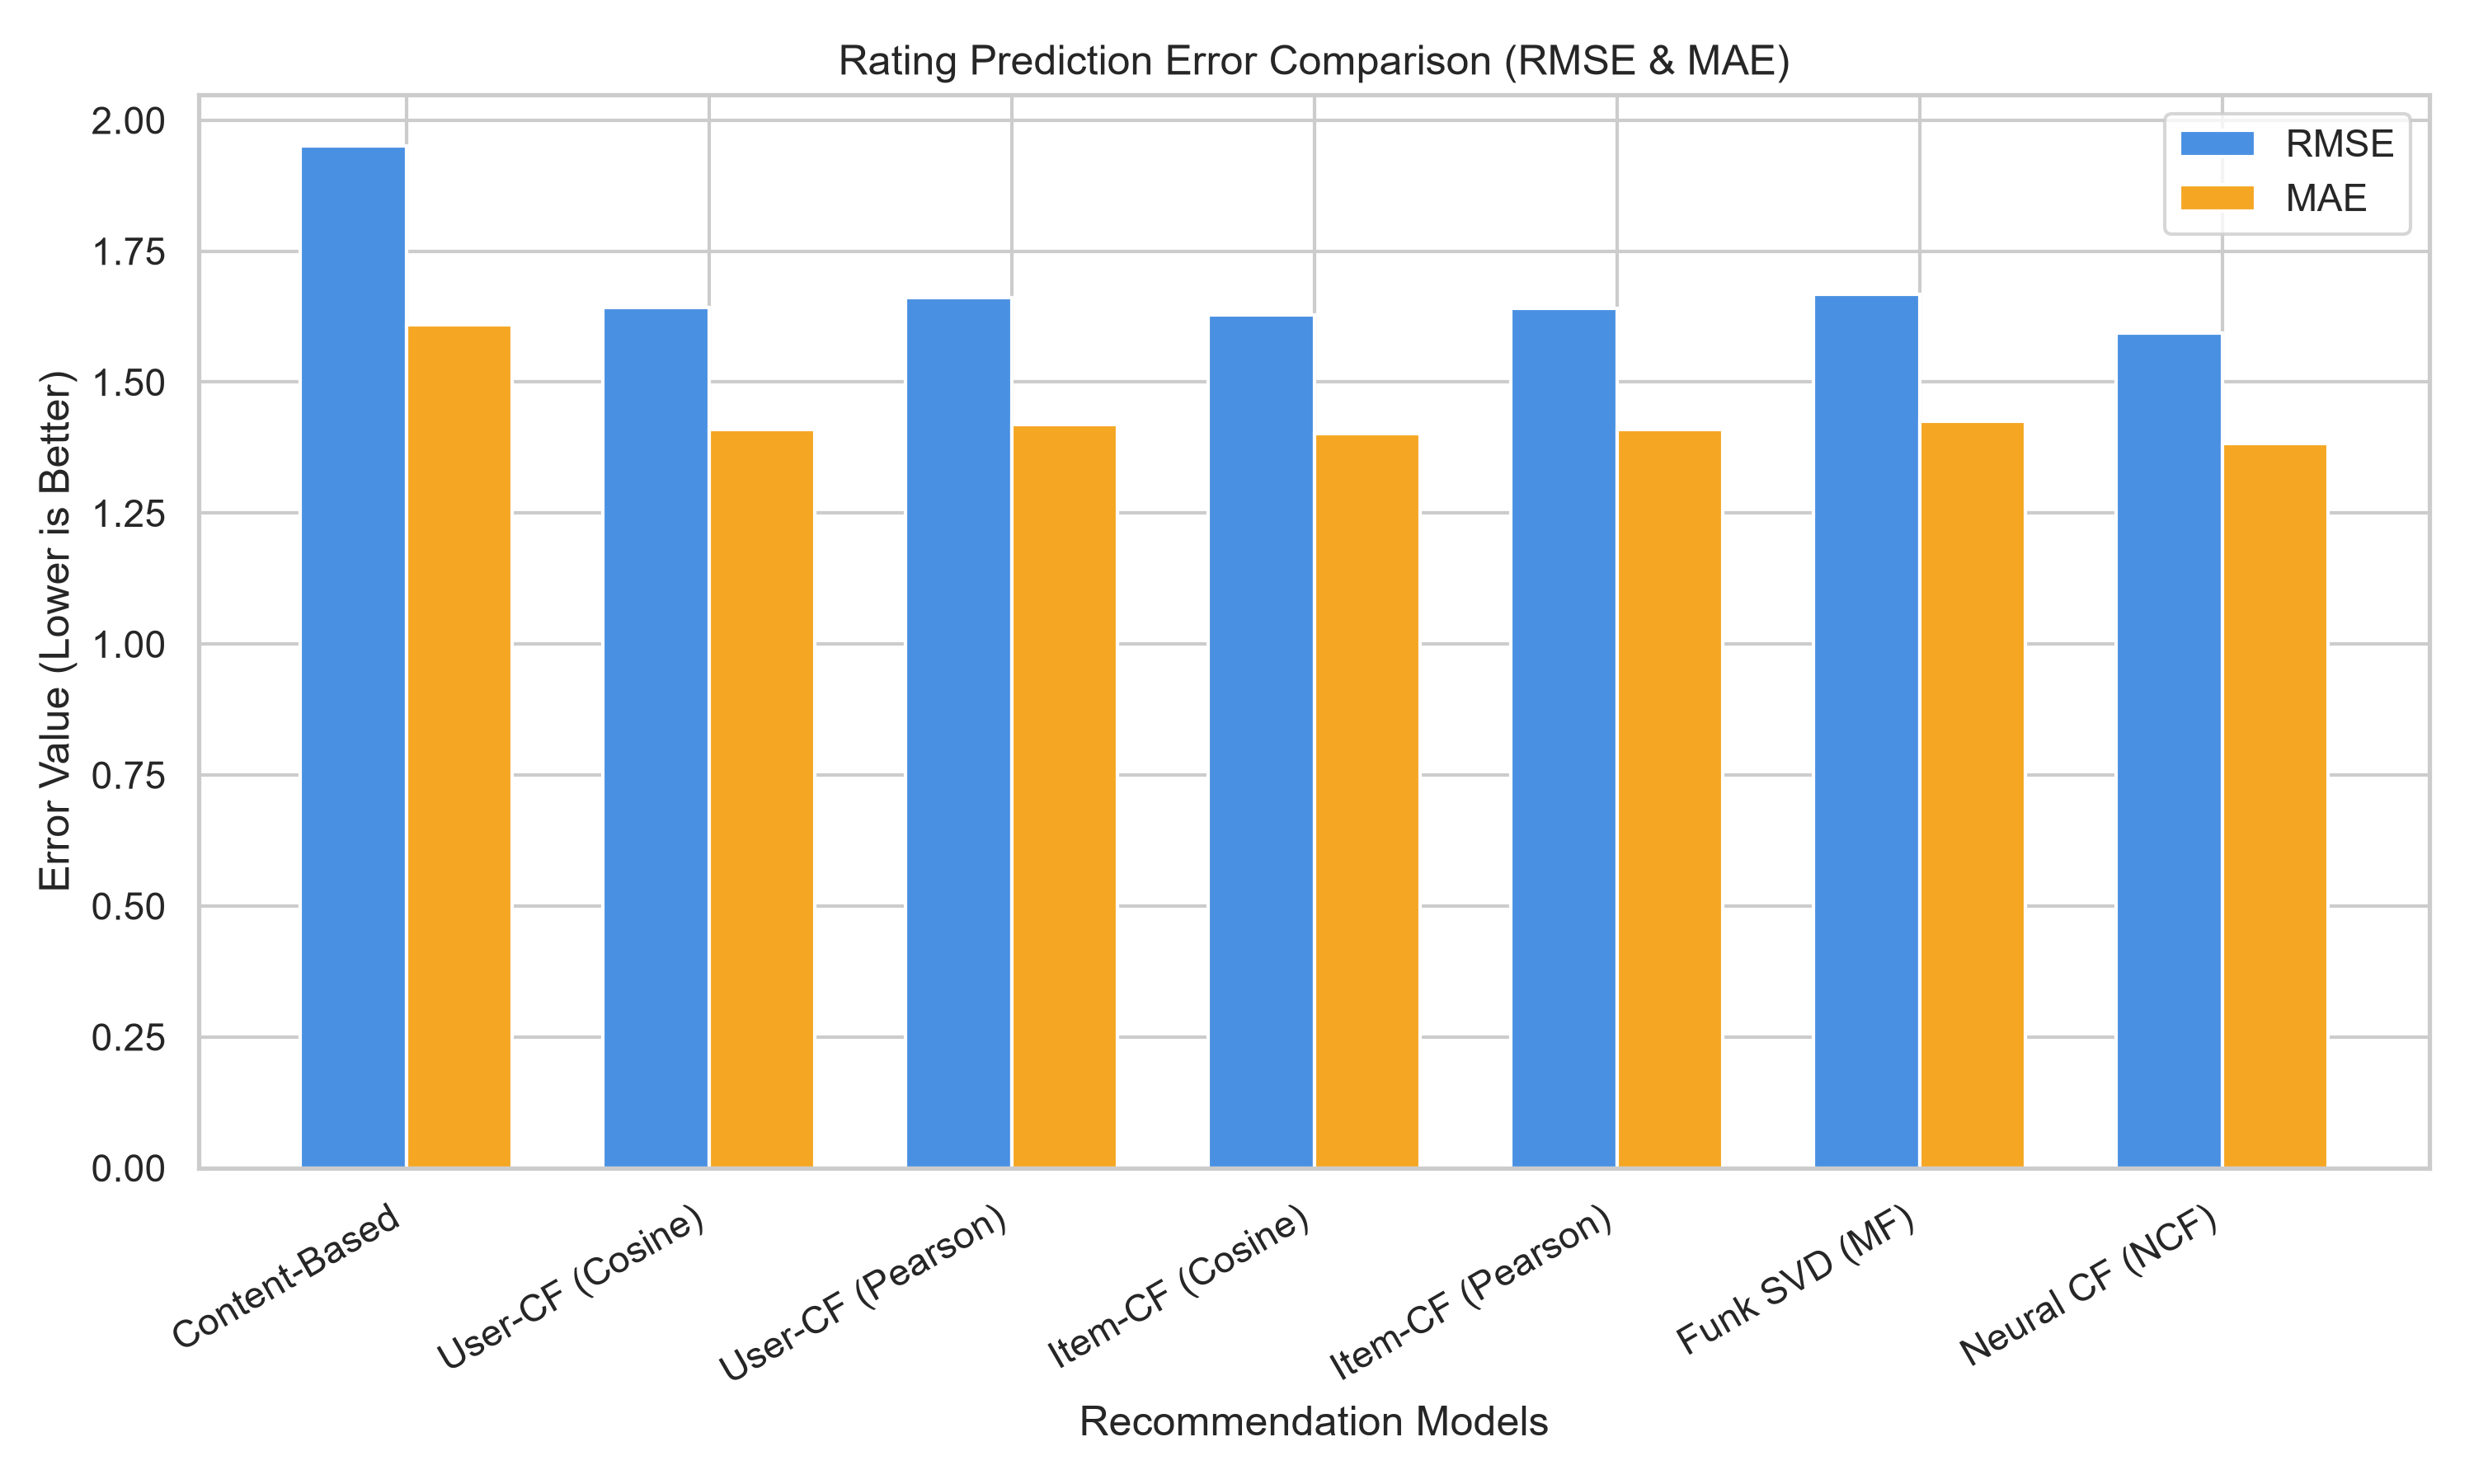 Rating Prediction Error Comparison (RMSE & MAE)
2.00
1.75
1.50
1.25
1.00
0.75
0.50
0.25
0.00
Error Value (Lower is Better)
RMSE
MAE
Content-Based
User-CF (Cosine)
User-CF (Pearson)
Item-CF (Cosine)
Item-CF (Pearson)
Funk SVD (MF)
Neural CF (NCF)
Recommendation Models